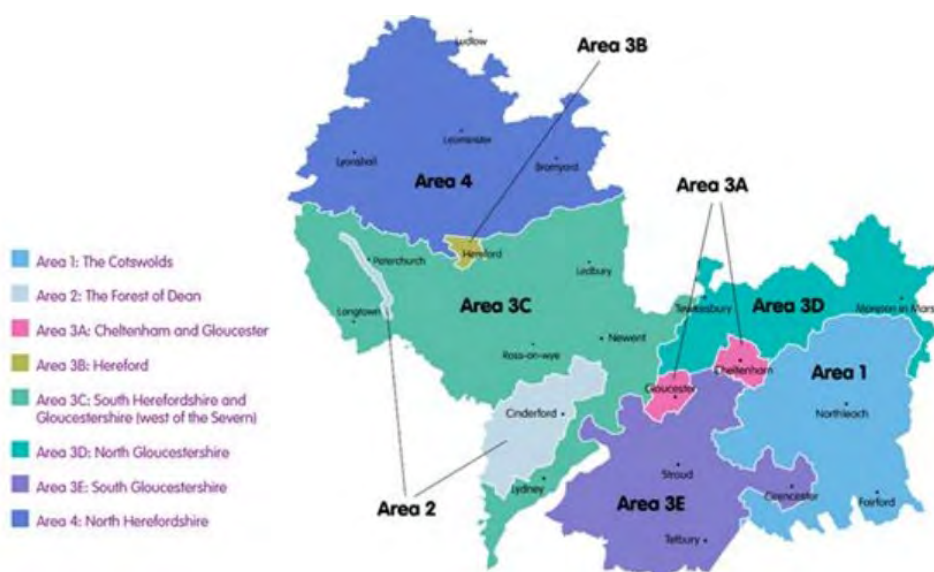 Area 3B
Ludlow
Leominster
Lyonshall
Bromyard
Area 4
Area 3A
Hereford
Peterchurch
Ledbury
Area 3C
Longtown
Tewkesbury
Area 3D
Moreton in Mars
Newent
Ross-on-wye
Cheltenham
Area 1
Gloucester
Cinderford
Northleach
Lydney
Stroud
Area 2
Area 3E
Cirencester
Fairford
Tetbury
Area 1: The Cotswolds
Area 2: The Forest of Dean
Area 3A: Cheltenham and Gloucester
Area 3B: Hereford
Area 3C: South Herefordshire and
Gloucestershire (west of the Severn)
Area 3D: North Gloucestershire
Area 3E: South Gloucestershire
Area 4: North Herefordshire